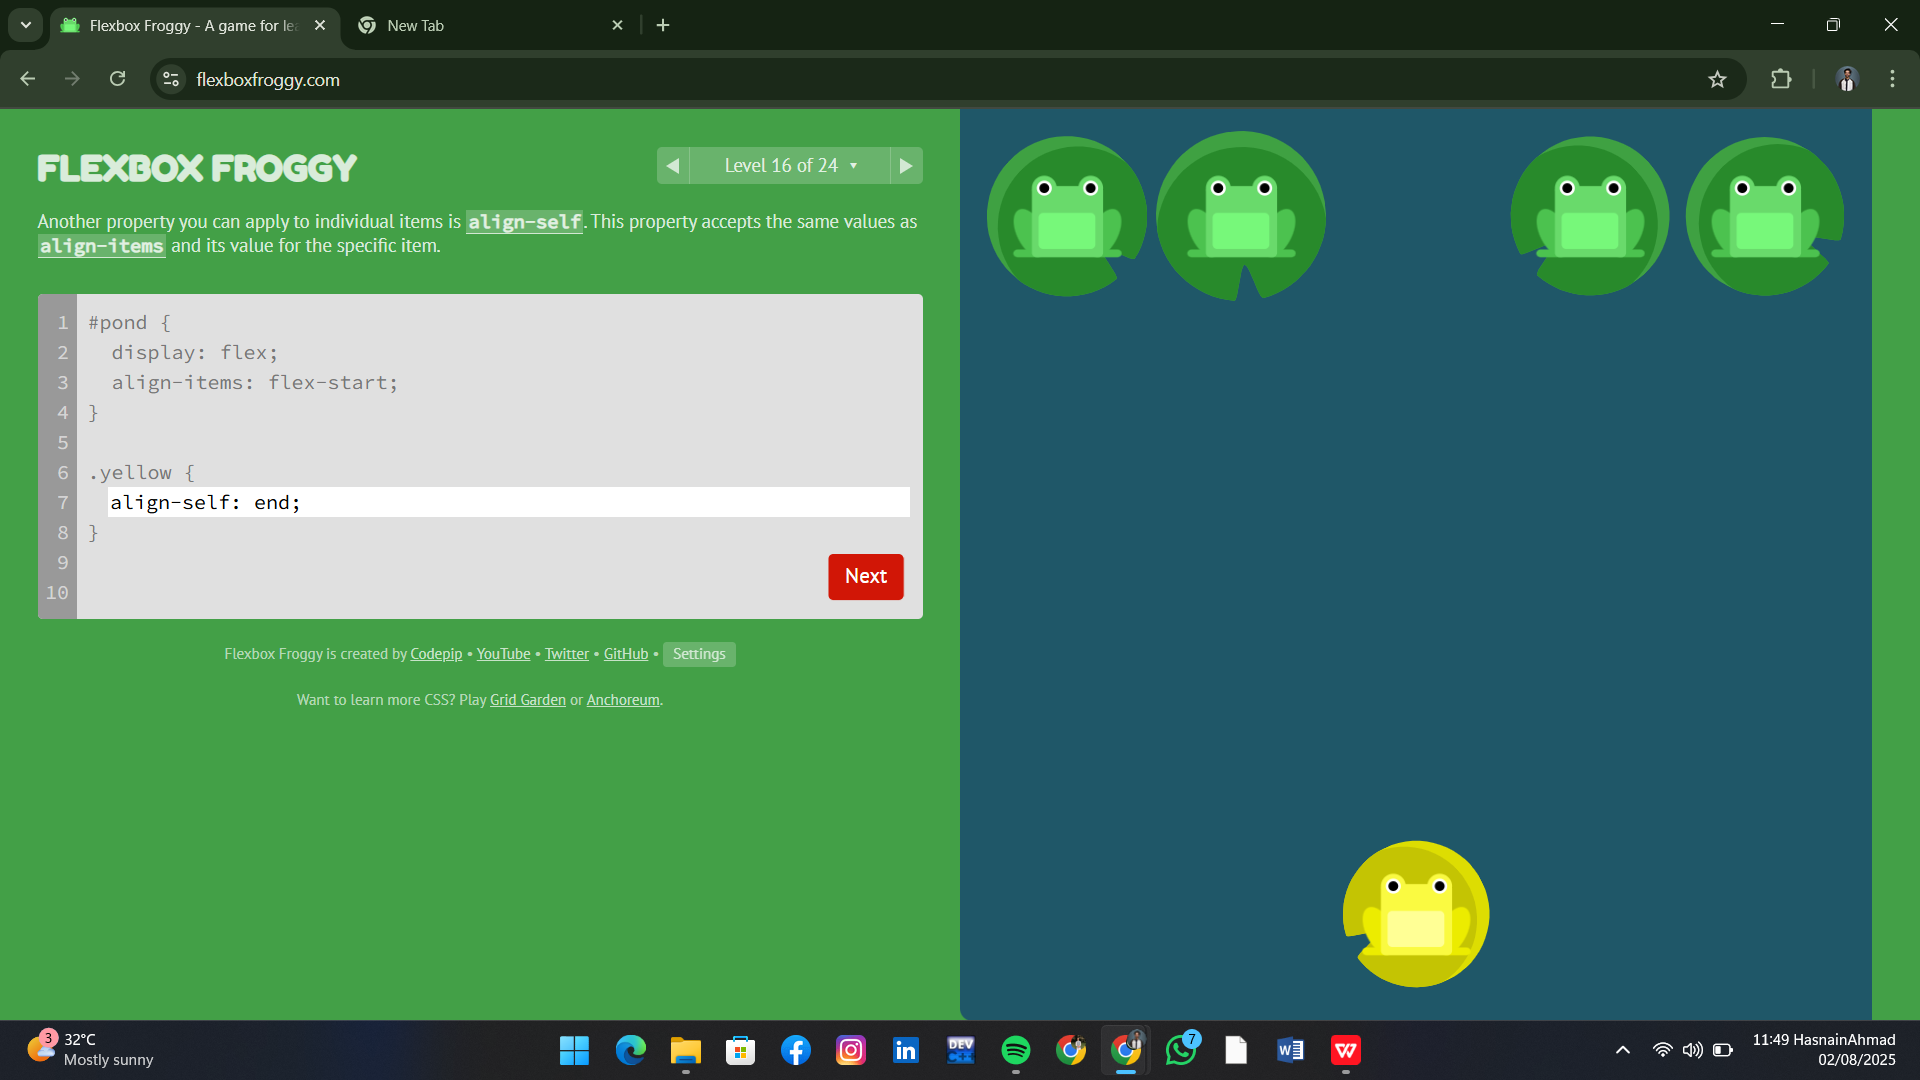 Flexbox Froggy - A game for lea
New Tab
flexboxfroggy.com
FLEXBOX FROGGY
Level 16 of 24
Another property you can apply to individual items is align-self. This property accepts the same values as
align-items and its value for the specific item.
1 #pond {
2 display: flex;
3 align-items: flex-start;
4 }
5
6 .yellow {
7 align-self: end;
8 }
9
10
Next
Flexbox Froggy is created by Codepip • YouTube • Twitter • GitHub • Settings
Want to learn more CSS? Play Grid Garden or Anchoreum.
3
32°C
Mostly sunny
in
DEV
C++
7
W
W
11:49 HasnainAhmad
02/08/2025